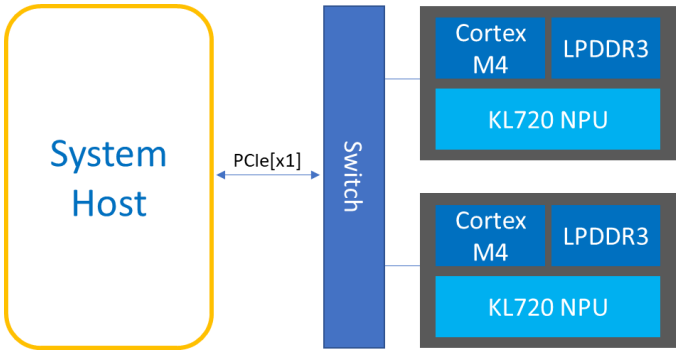 System
Host
PCIe[x1]
Switch
Cortex
M4
LPDDR3
KL720 NPU
Cortex
M4
LPDDR3
KL720 NPU